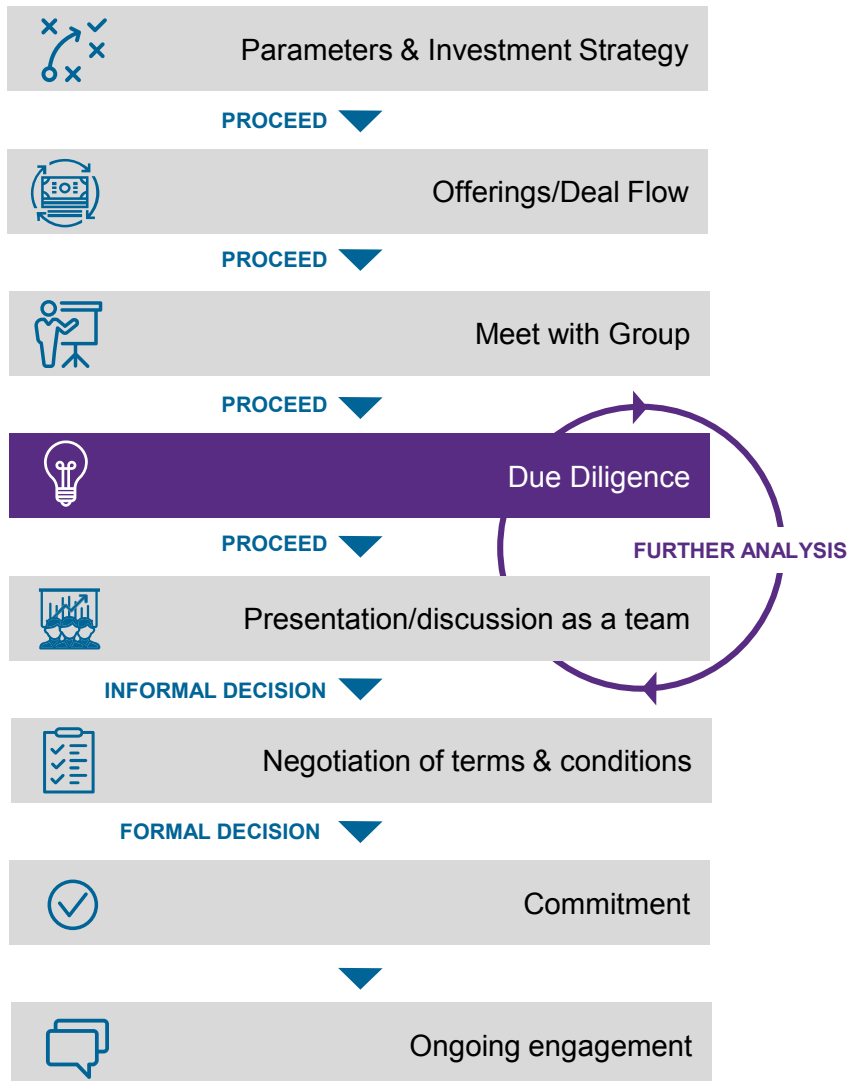 Parameters & Investment Strategy
PROCEED
Offerings/Deal Flow
PROCEED
Meet with Group
PROCEED
Due Diligence
PROCEED
FURTHER ANALYSIS
Presentation/discussion as a team
INFORMAL DECISION
Negotiation of terms & conditions
FORMAL DECISION
Commitment
Ongoing engagement